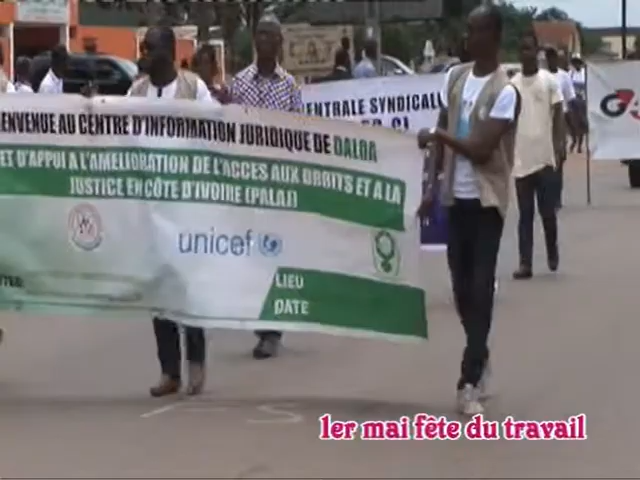 CENTRALE SYNDICALE
ENVENUE AU CENTRE D'INFORMATION JURIDIQUE DE DALOA
ET D'APPUI A L'AMELIORATION DE L'ACCES AUX DROITS ET A LA
JUSTICE EN CÔTE D'IVOIRE (PALAJ)
unicef
LIEU
DATE
1er mai fête du travail